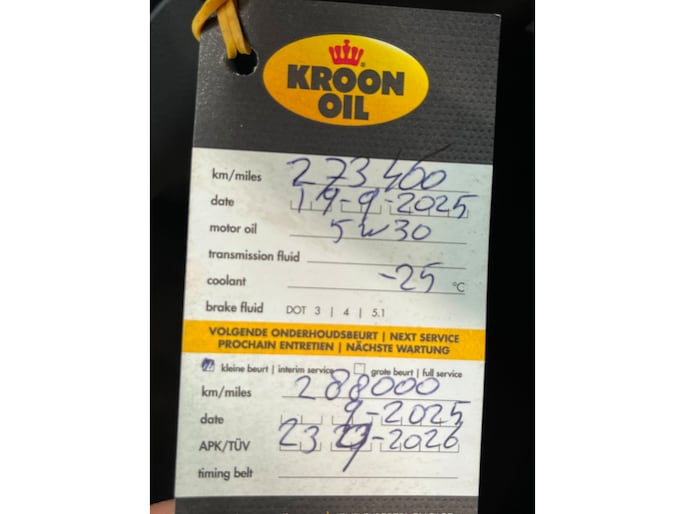 KROON
OIL
km/miles 273400
date 19-9-2025
motor oil 5w30
transmission fluid
coolant -25 °C
brake fluid DOT 3 | 4 | 5.1
VOLGENDE ONDERHOUDSBEURT | NEXT SERVICE
PROCHAIN ENTRETIEN | NÄCHSTE WARTUNG
kleine beurt | interim service grote beurt | full service
km/miles 288000
date 9-2025
APK/TÜV 23 -2026
timing belt